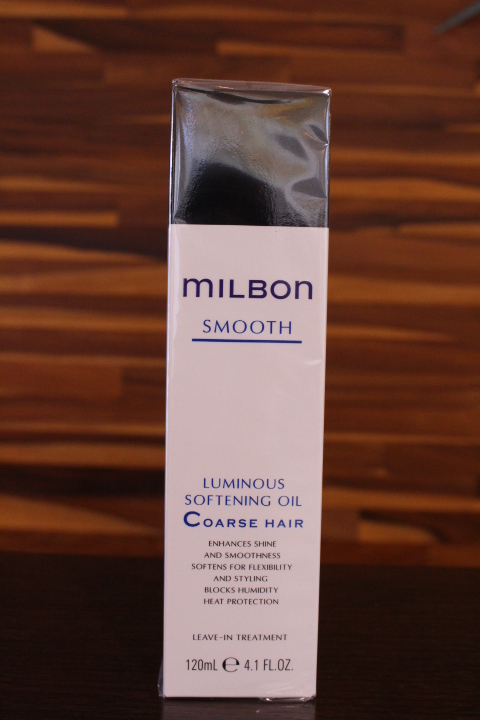 MILBON
SMOOTH
LUMINOUS
SOFTENING OIL
COARSE HAIR
ENHANCES SHINE
AND SMOOTHNESS
SOFTENS FOR FLEXIBILITY
AND STYLING
BLOCKS HUMIDITY
HEAT PROTECTION
LEAVE-IN TREATMENT
120mL ℮ 4.1 FL.OZ.